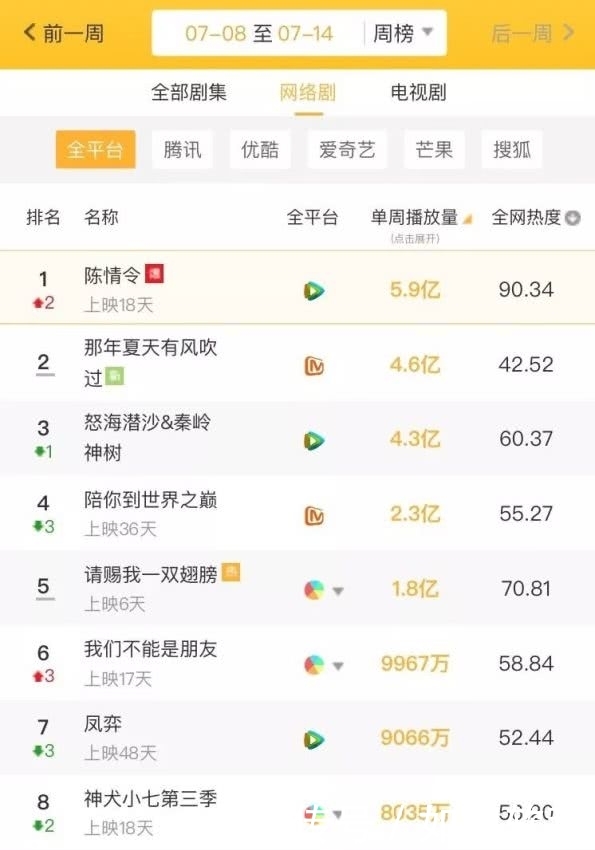 前一周
07-08 至 07-14
周榜
后一周
全部剧集
网络剧
电视剧
全平台
腾讯
优酷
爱奇艺
芒果
搜狐
排名
名称
全平台
单周播放量
(点击展开)
全网热度
1
2
陈情令
上映18天
5.9亿
90.34
2
那年夏天有风吹
过
4.6亿
42.52
3
1
怒海潜沙&秦岭
神树
4.3亿
60.37
4
3
陪你到世界之巅
上映36天
2.3亿
55.27
5
请赐我一双翅膀
上映6天
1.8亿
70.81
6
3
我们不能是朋友
上映17天
9967万
58.84
7
3
凤弈
上映48天
9066万
52.44
8
2
神犬小七第三季
上映18天
8035万